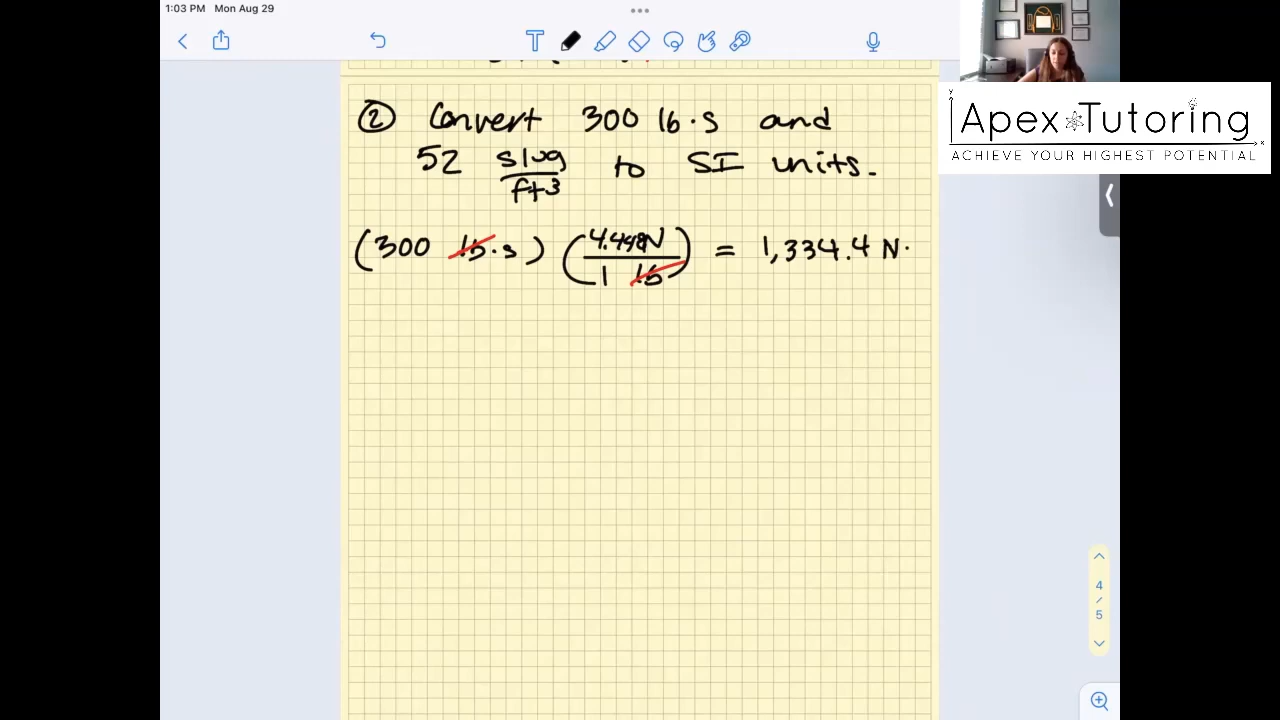 1:03 PM Mon Aug 29
Apex Tutoring
ACHIEVE YOUR HIGHEST POTENTIAL
② Convert 300 lb·s and
52 slug/ft3 to SI units.
(300 lb·s) (4.448N/1 lb) = 1,334.4 N·
4
/
5